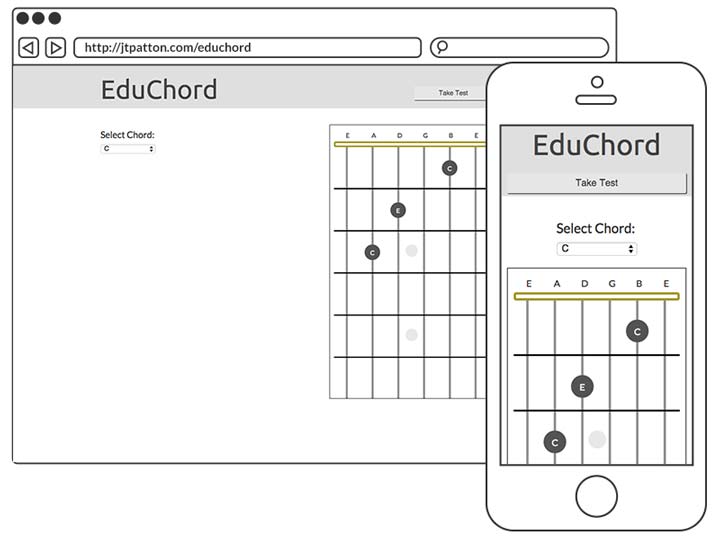 http://jtpatton.com/educhord
EduChord
Take Test
Select Chord:
C
E A D G B E
C
E
C
EduChord
Take Test
Select Chord:
C
E A D G B E
C
E
C